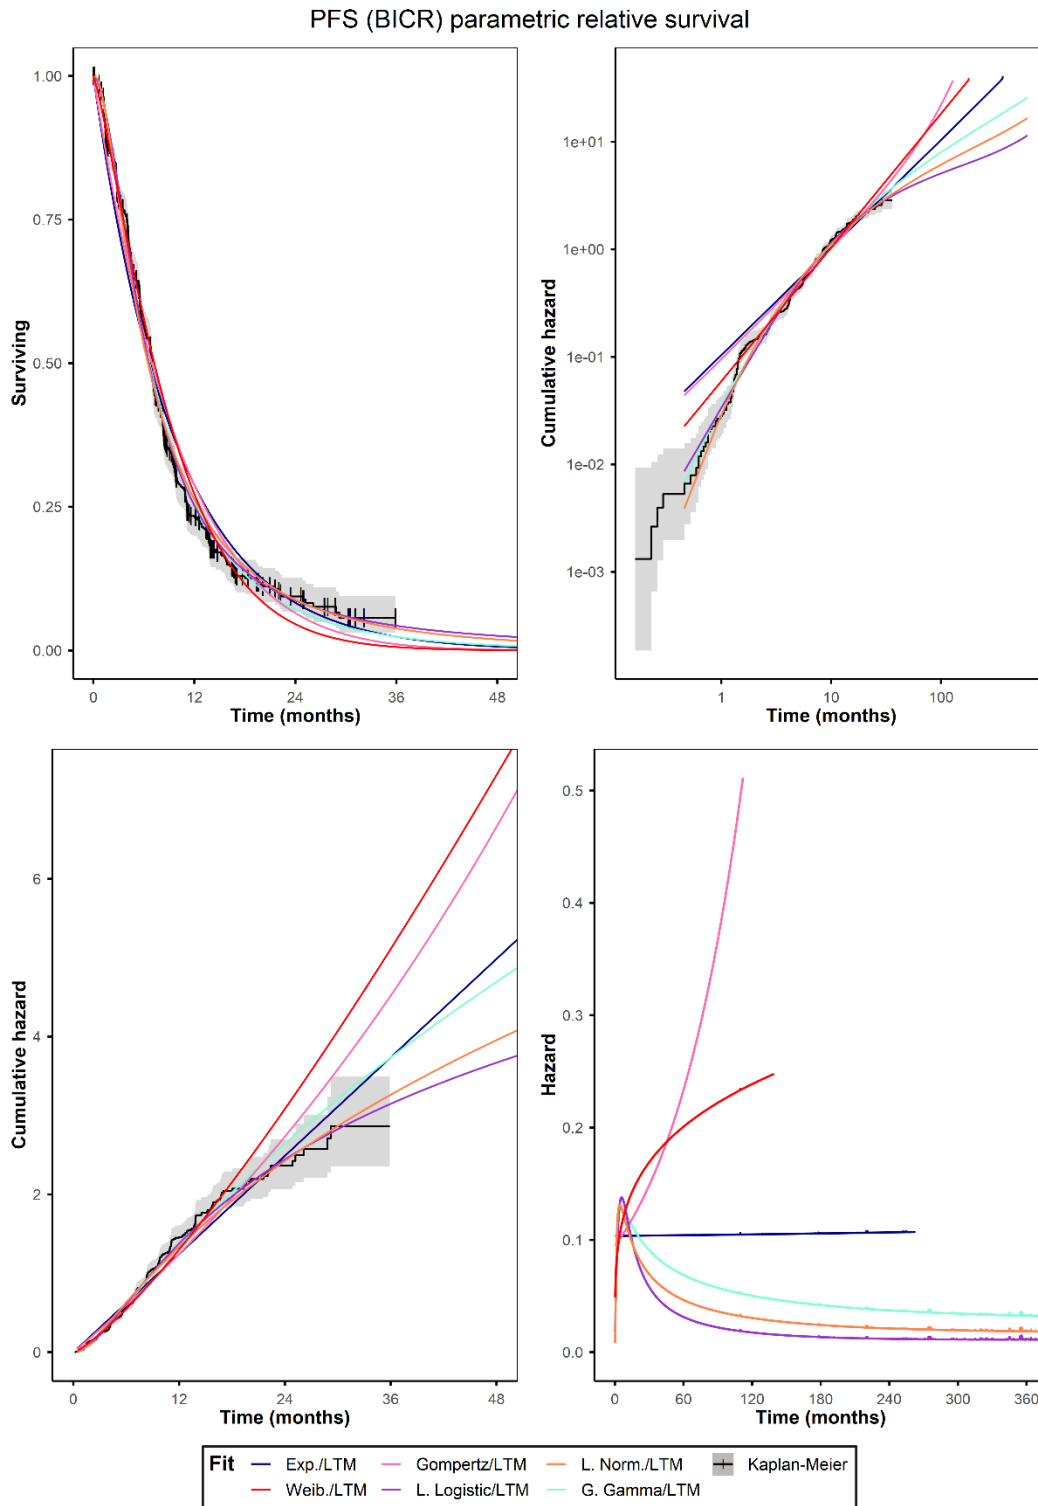 PFS (BICR) parametric relative survival
Surviving
1.00
0.75
0.50
0.25
0.00
0 12 24 36 48
Time (months)
Cumulative hazard
1e+01
1e+00
1e-01
1e-02
1e-03
1 10 100
Time (months)
Cumulative hazard
6
4
2
0
0 12 24 36 48
Time (months)
Hazard
0.5
0.4
0.3
0.2
0.1
0.0
0 60 120 180 240 300 360
Time (months)
Fit Exp./LTM Gompertz/LTM L. Norm./LTM Kaplan-Meier
Weib./LTM L. Logistic/LTM G. Gamma/LTM